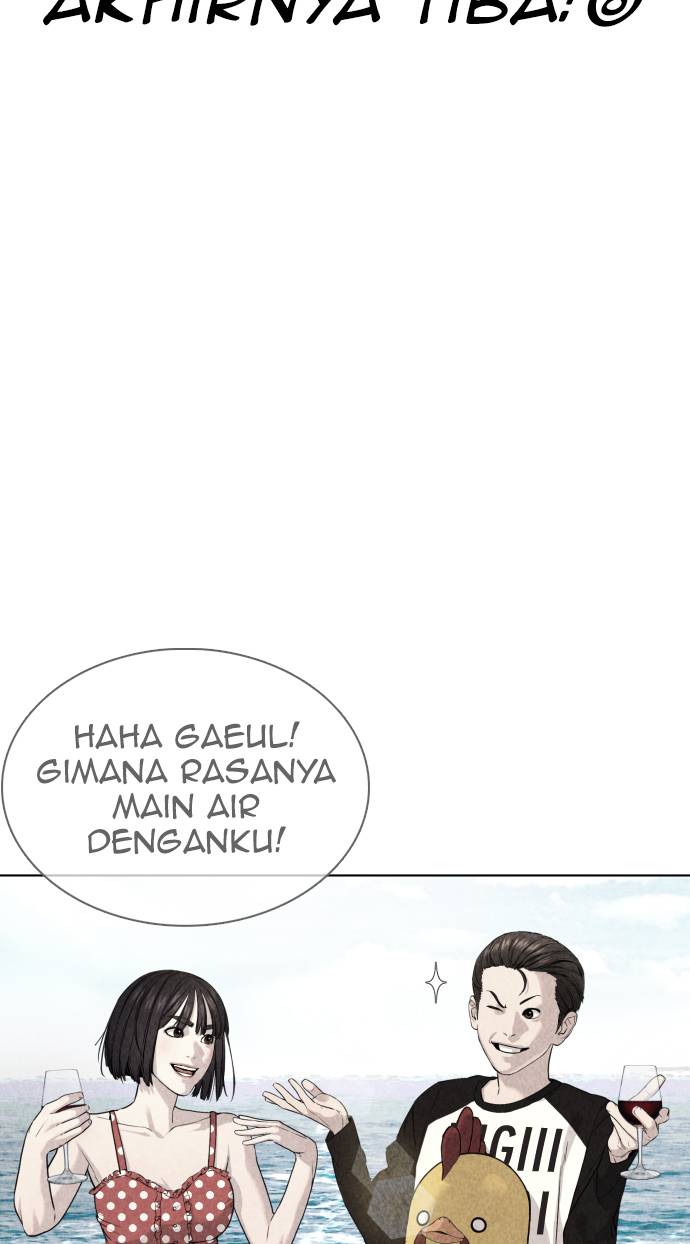 AKHIRNYA TIBA!
HAHA GAEUL!
GIMANA RASANYA
MAIN AIR
DENGANKU!